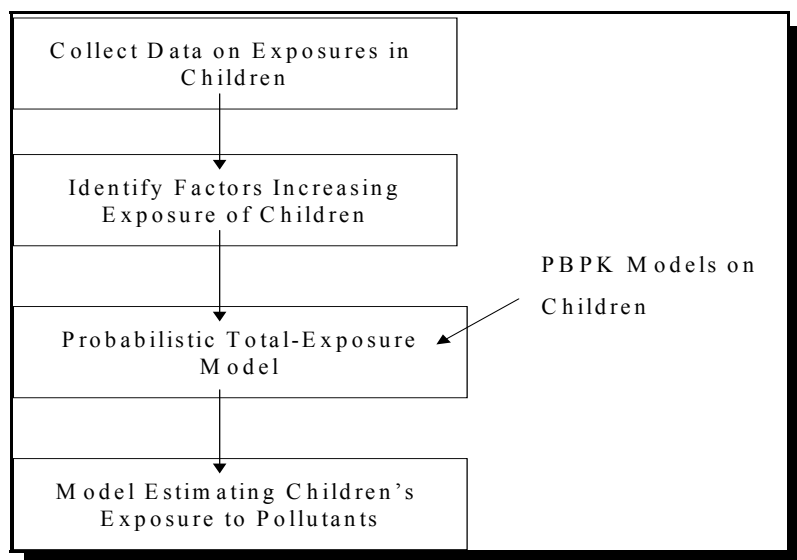 Collect Data on Exposures in
Children
Identify Factors Increasing
Exposure of Children
PBPK Models on
Children
Probabilistic Total-Exposure
Model
Model Estimating Children's
Exposure to Pollutants